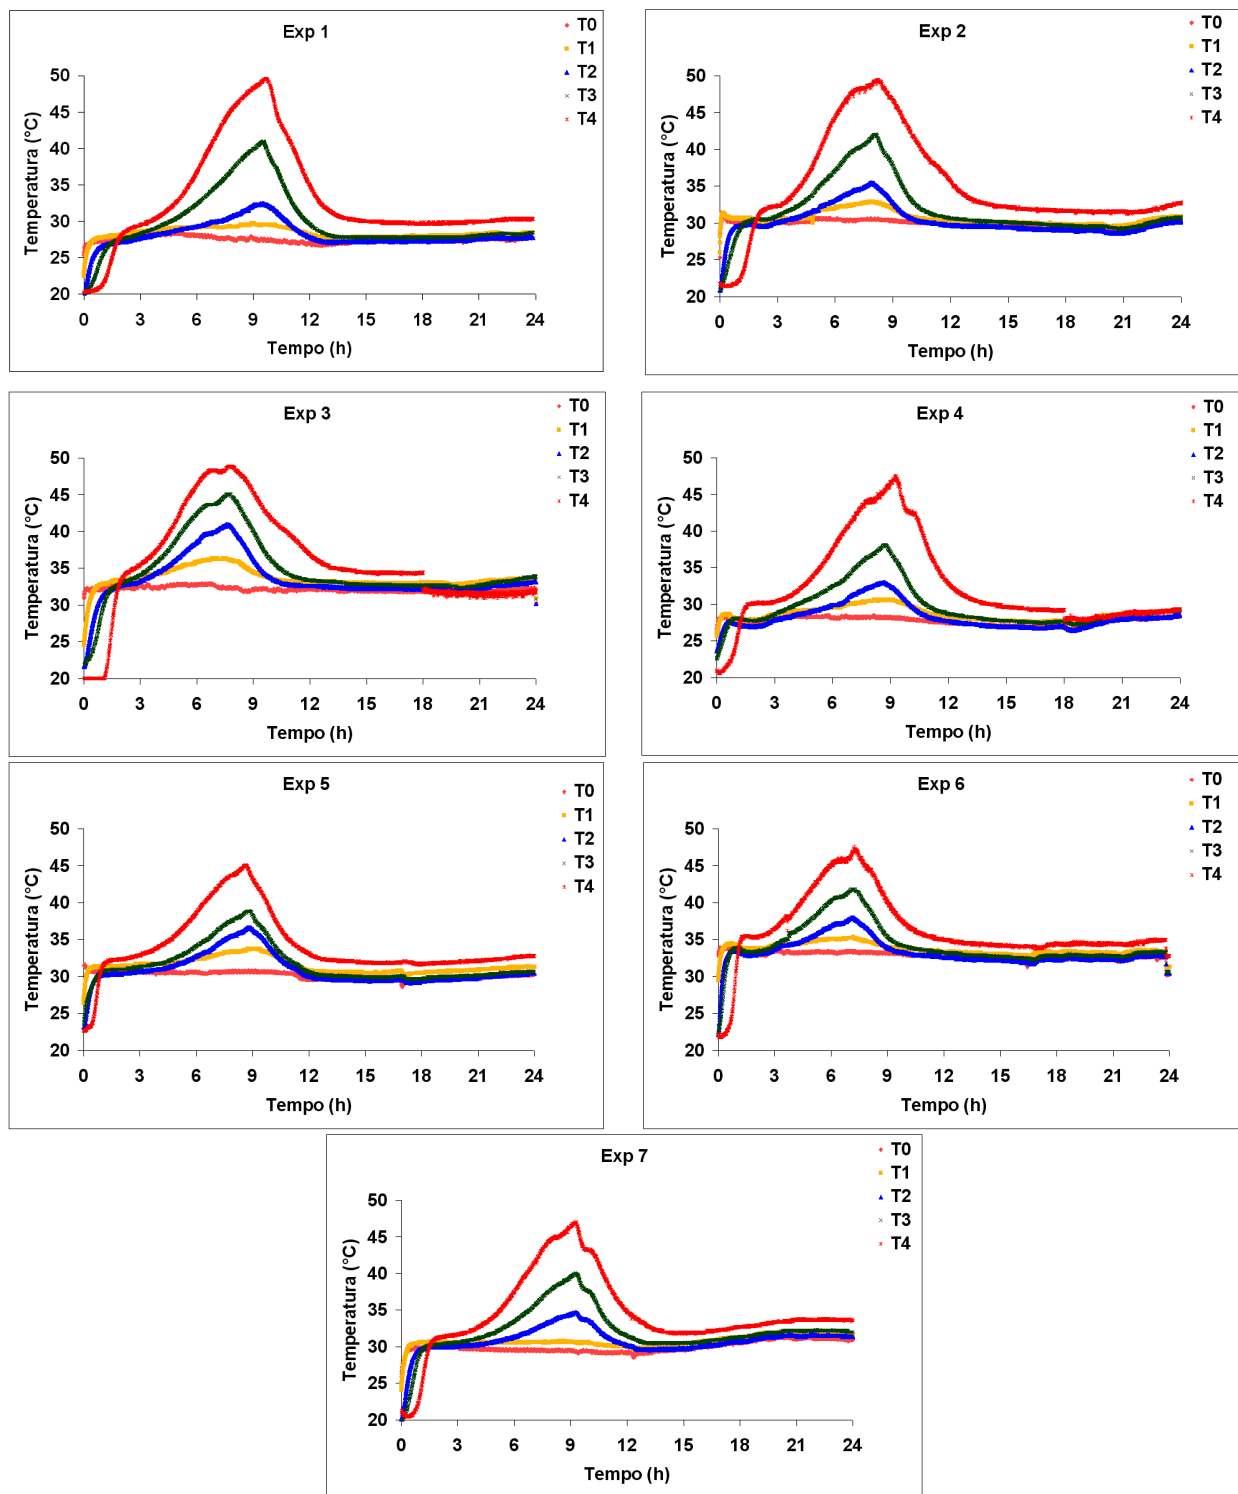 Exp 1
T0
T1
T2
T3
T4
Temperatura (°C)
50
45
40
35
30
25
20
0 3 6 9 12 15 18 21 24
Tempo (h)
Exp 2
T0
T1
T2
T3
T4
Temperatura (°C)
50
45
40
35
30
25
20
0 3 6 9 12 15 18 21 24
Tempo (h)
Exp 3
T0
T1
T2
T3
T4
Temperatura (°C)
50
45
40
35
30
25
20
0 3 6 9 12 15 18 21 24
Tempo (h)
Exp 4
T0
T1
T2
T3
T4
Temperatura (°C)
50
45
40
35
30
25
20
0 3 6 9 12 15 18 21 24
Tempo (h)
Exp 5
T0
T1
T2
T3
T4
Temperatura (°C)
50
45
40
35
30
25
20
0 3 6 9 12 15 18 21 24
Tempo (h)
Exp 6
T0
T1
T2
T3
T4
Temperatura (°C)
50
45
40
35
30
25
20
0 3 6 9 12 15 18 21 24
Tempo (h)
Exp 7
T0
T1
T2
T3
T4
Temperatura (°C)
50
45
40
35
30
25
20
0 3 6 9 12 15 18 21 24
Tempo (h)